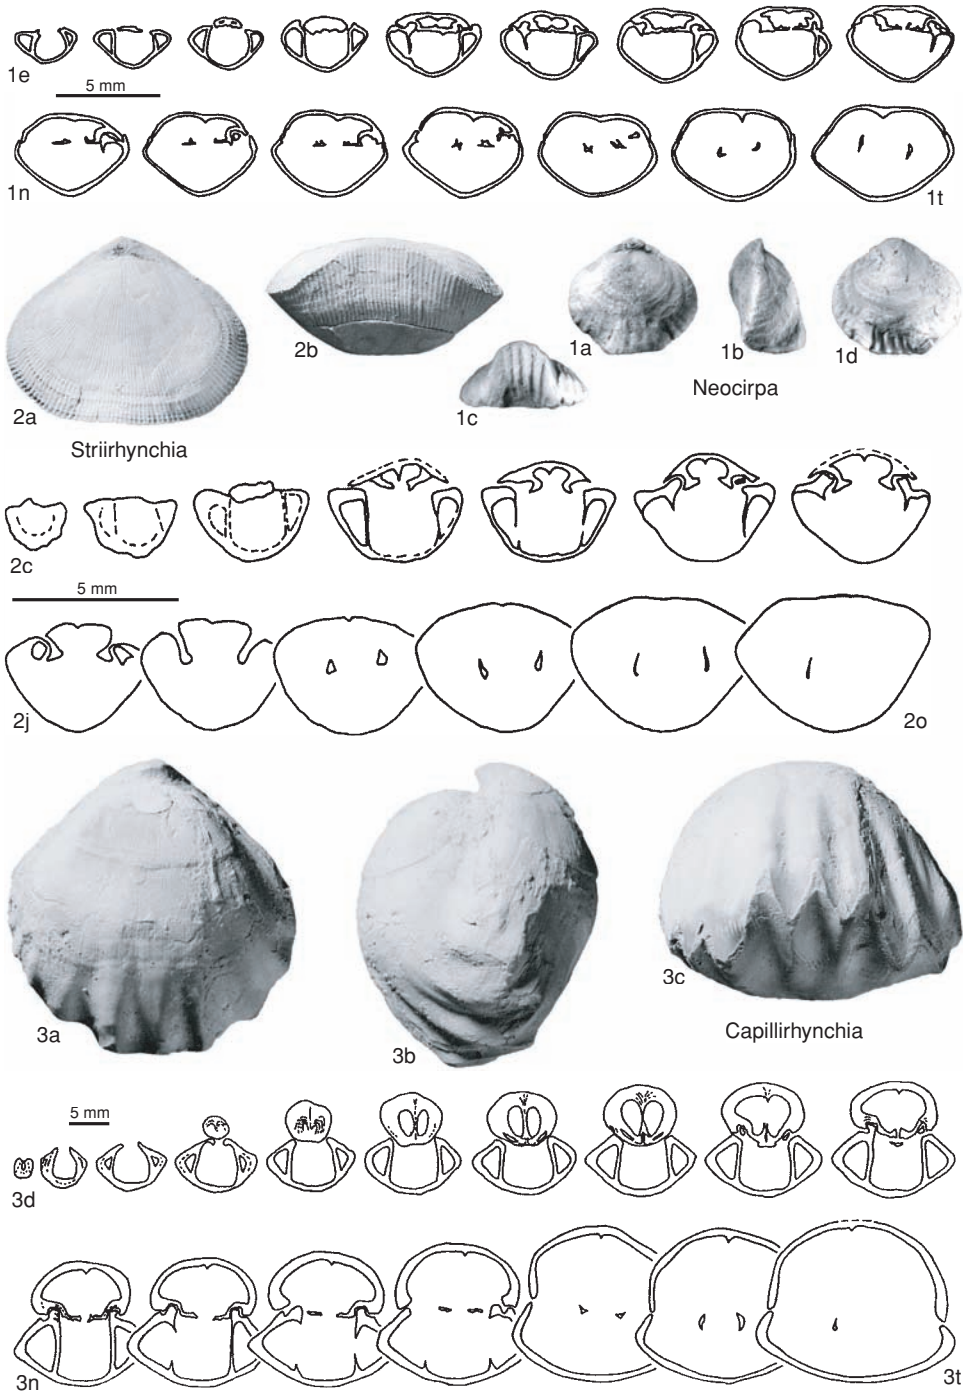 1e
5 mm
1n
1t
2a
2b
1c
1a
1b
1d
Neocirpa
Striirhynchia
2c
5 mm
2j
2o
3a
3b
3c
Capillirhynchia
5 mm
3d
3n
3t